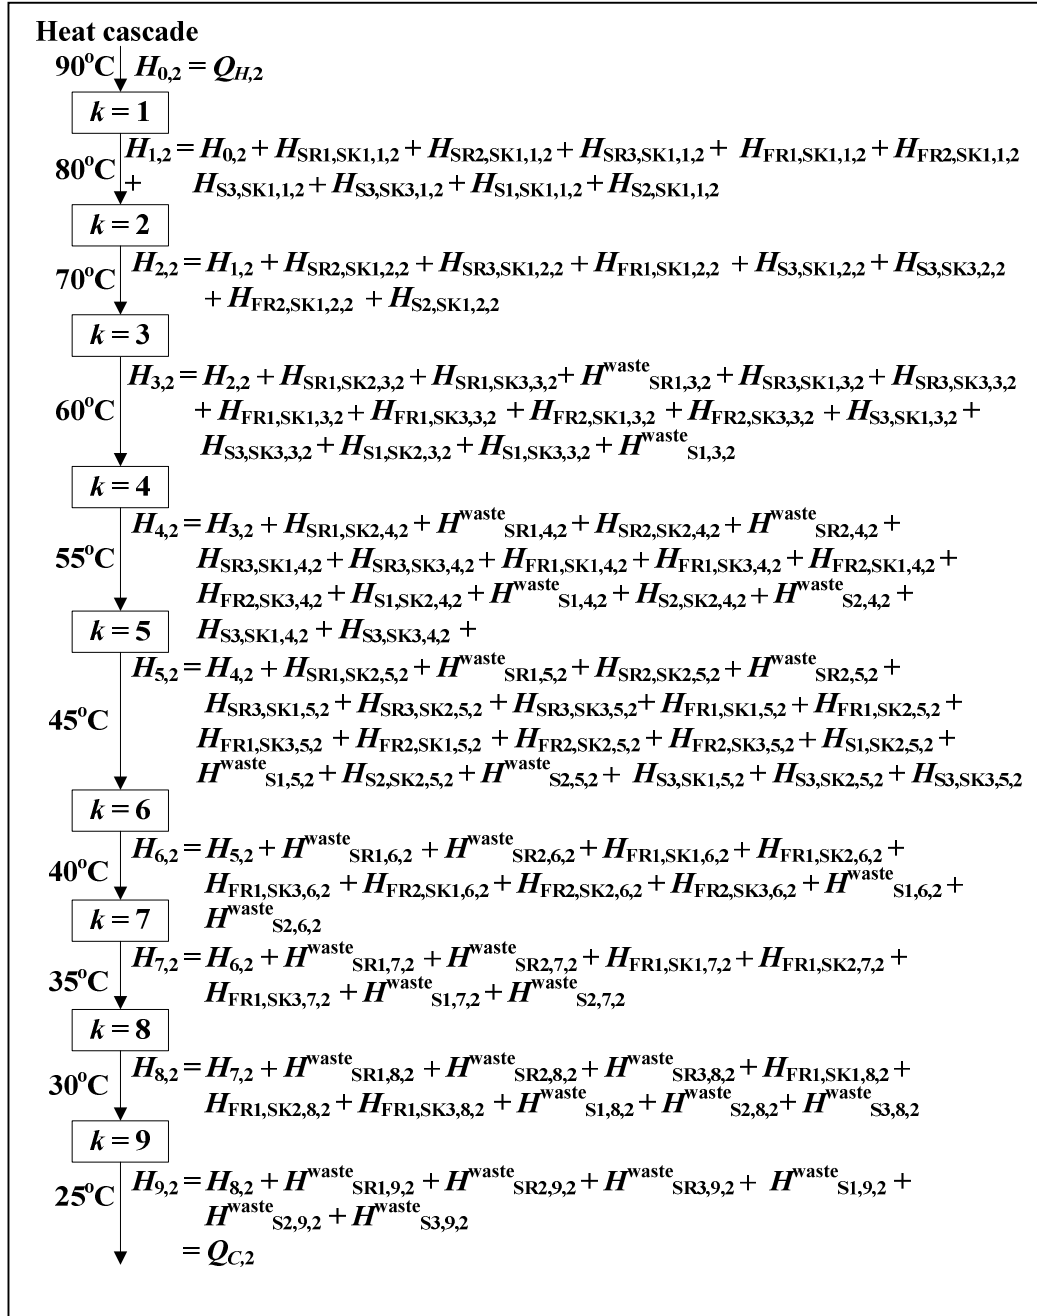 Heat cascade
90°C H0,2 = QH,2
k = 1
H1,2 = H0,2 + HSR1,SK1,1,2 + HSR2,SK1,1,2 + HSR3,SK1,1,2 + HFR1,SK1,1,2 + HFR2,SK1,1,2
80°C + HS3,SK1,1,2 + HS3,SK3,1,2 + HS1,SK1,1,2 + HS2,SK1,1,2
k = 2
H2,2 = H1,2 + HSR2,SK1,2,2 + HSR3,SK1,2,2 + HFR1,SK1,2,2 + HS3,SK1,2,2 + HS3,SK3,2,2
70°C + HFR2,SK1,2,2 + HS2,SK1,2,2
k = 3
H3,2 = H2,2 + HSR1,SK2,3,2 + HSR1,SK3,3,2 + Hwaste SR1,3,2 + HSR3,SK1,3,2 + HSR3,SK3,3,2
60°C + HFR1,SK1,3,2 + HFR1,SK3,3,2 + HFR2,SK1,3,2 + HFR2,SK3,3,2 + HS3,SK1,3,2 +
HS3,SK3,3,2 + HS1,SK2,3,2 + HS1,SK3,3,2 + Hwaste S1,3,2
k = 4
H4,2 = H3,2 + HSR1,SK2,4,2 + Hwaste SR1,4,2 + HSR2,SK2,4,2 + Hwaste SR2,4,2 +
55°C HSR3,SK1,4,2 + HSR3,SK3,4,2 + HFR1,SK1,4,2 + HFR1,SK3,4,2 + HFR2,SK1,4,2 +
HFR2,SK3,4,2 + HS1,SK2,4,2 + Hwaste S1,4,2 + HS2,SK2,4,2 + Hwaste S2,4,2 +
k = 5 HS3,SK1,4,2 + HS3,SK3,4,2 +
H5,2 = H4,2 + HSR1,SK2,5,2 + Hwaste SR1,5,2 + HSR2,SK2,5,2 + Hwaste SR2,5,2 +
45°C HSR3,SK1,5,2 + HSR3,SK2,5,2 + HSR3,SK3,5,2 + HFR1,SK1,5,2 + HFR1,SK2,5,2 +
HFR1,SK3,5,2 + HFR2,SK1,5,2 + HFR2,SK2,5,2 + HFR2,SK3,5,2 + HS1,SK2,5,2 +
Hwaste S1,5,2 + HS2,SK2,5,2 + Hwaste S2,5,2 + HS3,SK1,5,2 + HS3,SK2,5,2 + HS3,SK3,5,2
k = 6
H6,2 = H5,2 + Hwaste SR1,6,2 + Hwaste SR2,6,2 + HFR1,SK1,6,2 + HFR1,SK2,6,2 +
40°C HFR1,SK3,6,2 + HFR2,SK1,6,2 + HFR2,SK2,6,2 + HFR2,SK3,6,2 + Hwaste S1,6,2 +
k = 7 Hwaste S2,6,2
H7,2 = H6,2 + Hwaste SR1,7,2 + Hwaste SR2,7,2 + HFR1,SK1,7,2 + HFR1,SK2,7,2 +
35°C HFR1,SK3,7,2 + Hwaste S1,7,2 + Hwaste S2,7,2
k = 8
H8,2 = H7,2 + Hwaste SR1,8,2 + Hwaste SR2,8,2 + Hwaste SR3,8,2 + HFR1,SK1,8,2 +
30°C HFR1,SK2,8,2 + HFR1,SK3,8,2 + Hwaste S1,8,2 + Hwaste S2,8,2 + Hwaste S3,8,2
k = 9
H9,2 = H8,2 + Hwaste SR1,9,2 + Hwaste SR2,9,2 + Hwaste SR3,9,2 + Hwaste S1,9,2 +
25°C Hwaste S2,9,2 + Hwaste S3,9,2
= QC,2